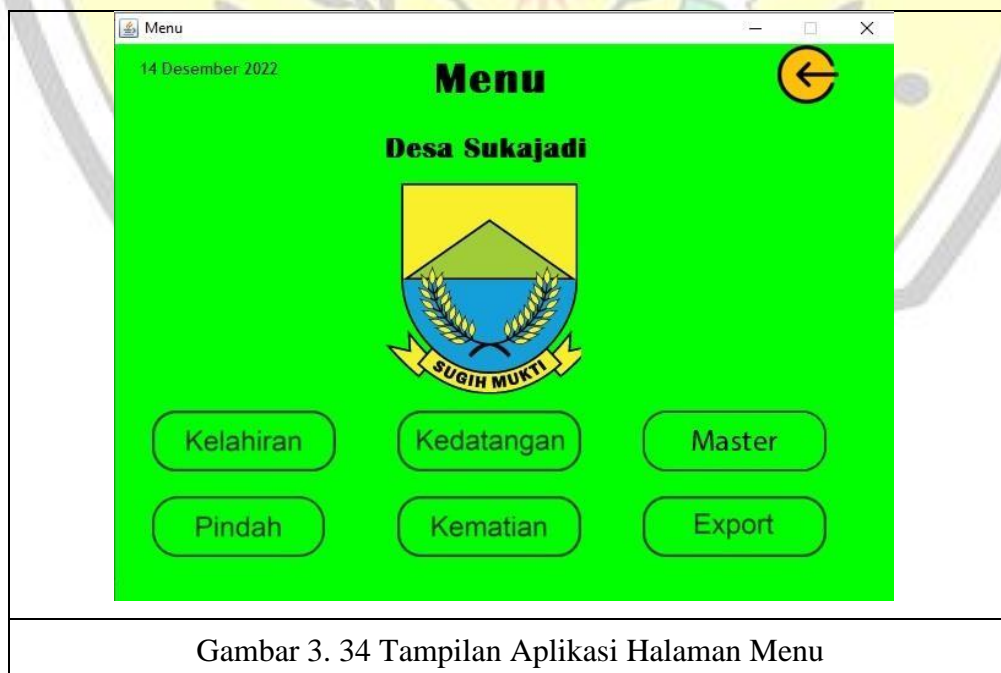 Menu
14 Desember 2022
Menu
Desa Sukajadi
SUGIH MUKTI
Kelahiran
Kedatangan
Master
Pindah
Kematian
Export
Gambar 3. 34 Tampilan Aplikasi Halaman Menu